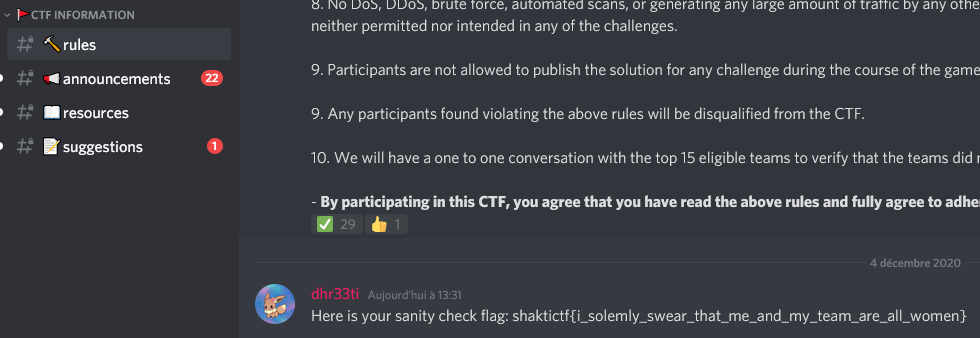 CTF INFORMATION
rules
announcements 22
resources
suggestions 1
8. No DoS, DDoS, brute force, automated scans, or generating any large amount of traffic by any othe
neither permitted nor intended in any of the challenges.
9. Participants are not allowed to publish the solution for any challenge during the course of the game
9. Any participants found violating the above rules will be disqualified from the CTF.
10. We will have a one to one conversation with the top 15 eligible teams to verify that the teams did
- By participating in this CTF, you agree that you have read the above rules and fully agree to adhe
29 1
4 décembre 2020
dhr33ti Aujourd'hui à 13:31
Here is your sanity check flag: shaktictf{i_solemly_swear_that_me_and_my_team_are_all_women}